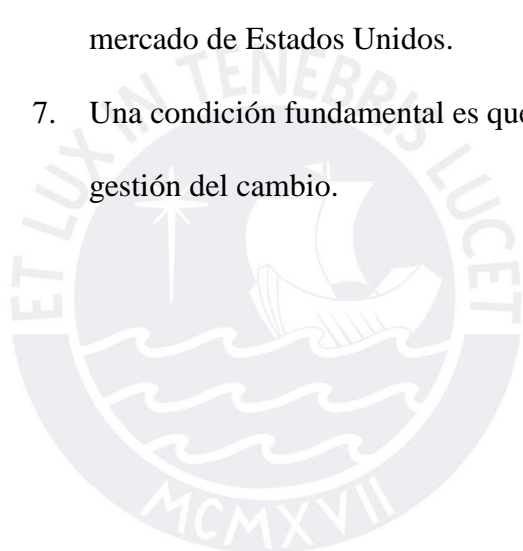 mercado de Estados Unidos.
7. Una condición fundamental es que
gestión del cambio.
ET LUX IN TENEBRIS LUCET
MCMXVII